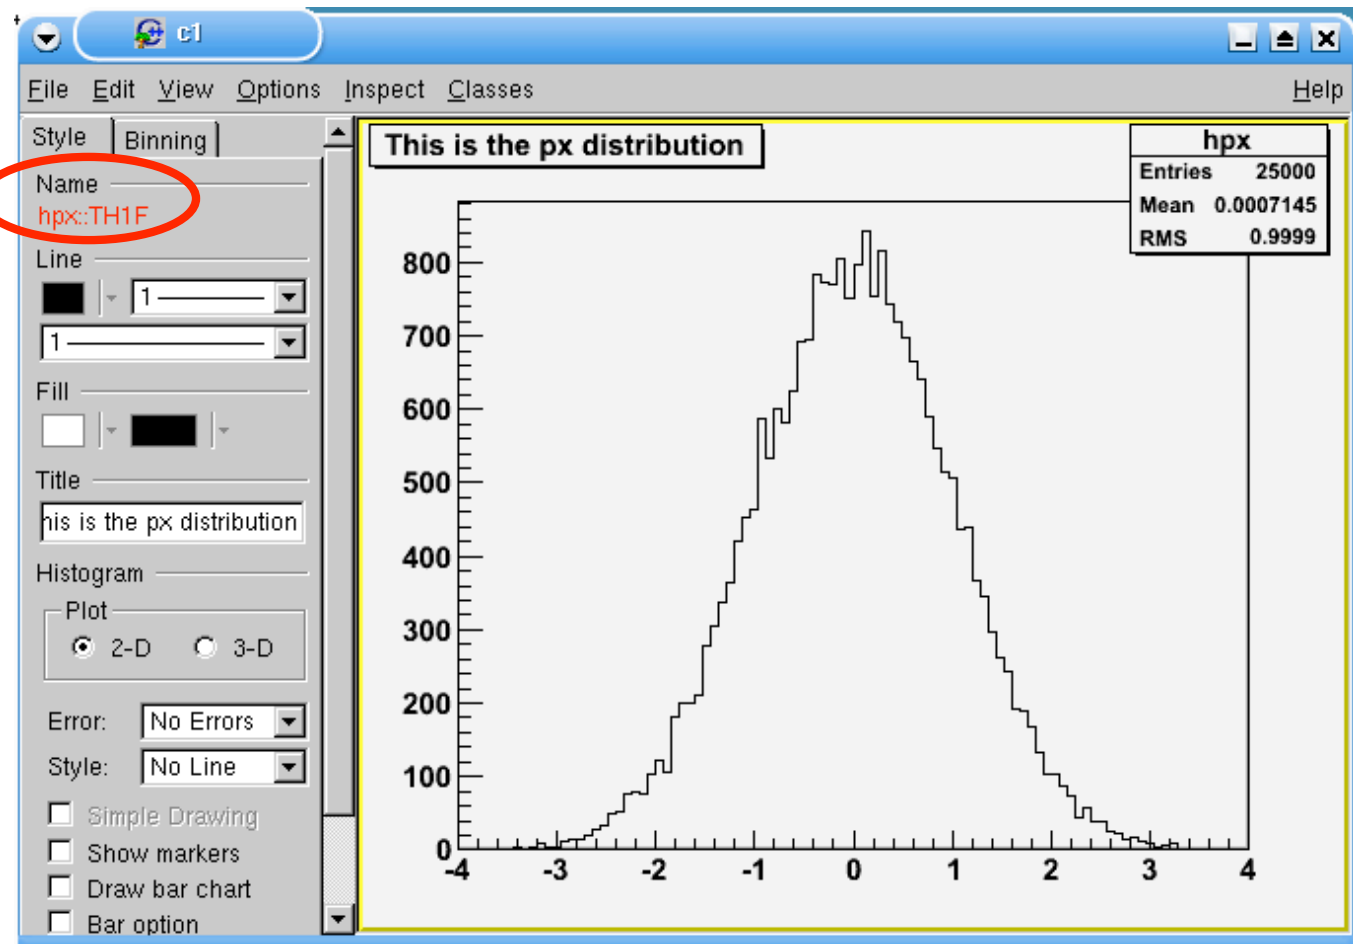 c1
File Edit View Options Inspect Classes Help
Style Binning
Name
hpx::TH1F
Line
1
1
Fill
Title
his is the px distribution
Histogram
Plot
2-D 3-D
Error: No Errors
Style: No Line
Simple Drawing
Show markers
Draw bar chart
Bar option
This is the px distribution
hpx
Entries 25000
Mean 0.0007145
RMS 0.9999
800
700
600
500
400
300
200
100
0
-4 -3 -2 -1 0 1 2 3 4